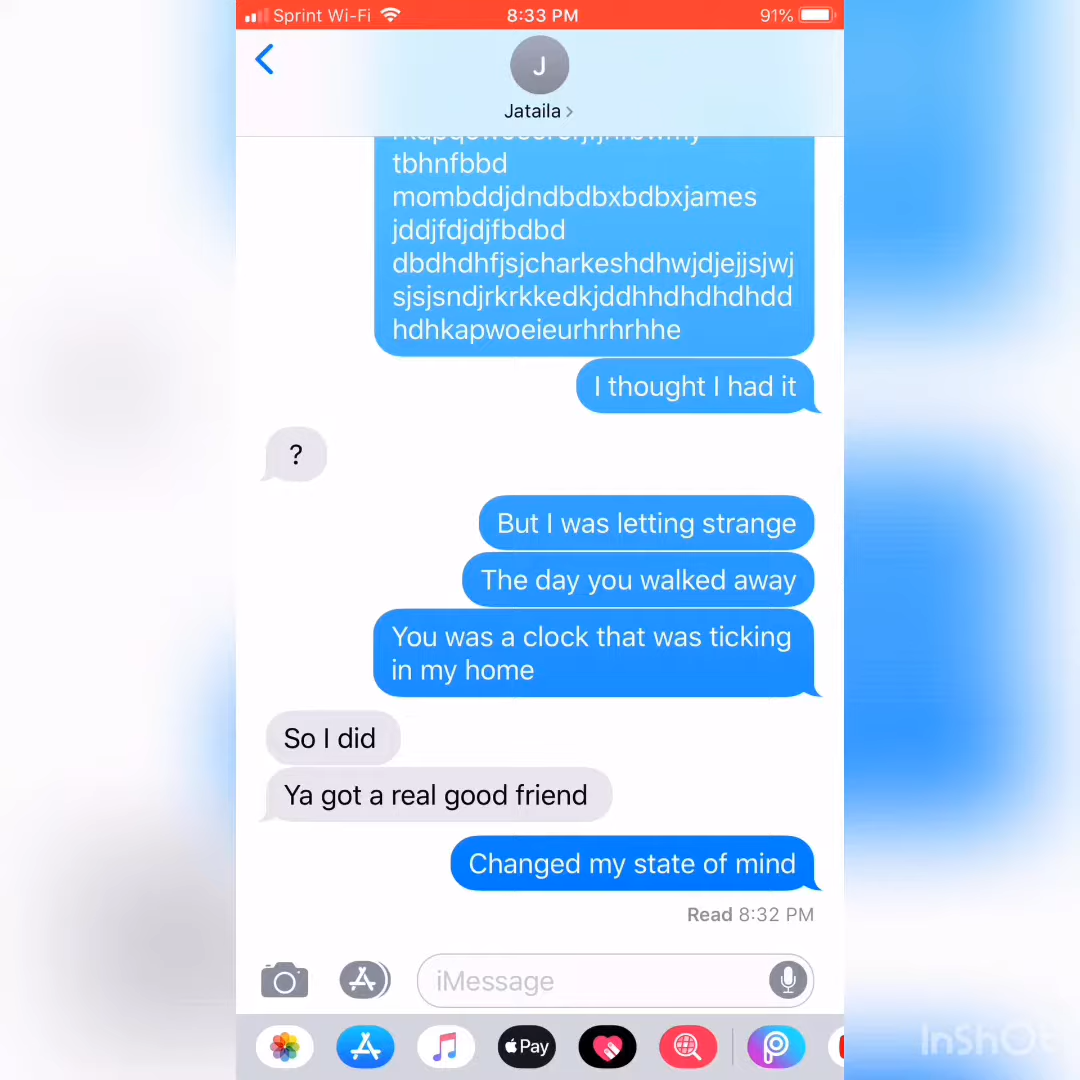 Sprint Wi-Fi 8:33 PM 91%
J
Jataila
tbhnfbbd
mombddjdndbdbxbdbxjames
jddjfdjdjfbdbd
dbdhdhfjsjcharkeshdhwjdjejjsjwj
sjsjsndjrkrkkedkjddhhdhdhdhdd
hdhkapwoeieurhrhrhhe
I thought I had it
?
But I was letting strange
The day you walked away
You was a clock that was ticking
in my home
So I did
Ya got a real good friend
Changed my state of mind
Read 8:32 PM
iMessage
Pay
InShOt